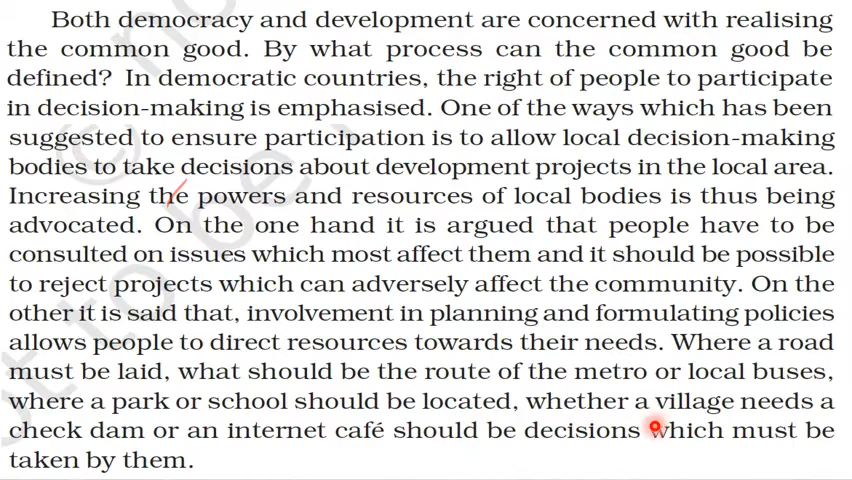 Both democracy and development are concerned with realising
the common good. By what process can the common good be
defined? In democratic countries, the right of people to participate
in decision-making is emphasised. One of the ways which has been
suggested to ensure participation is to allow local decision-making
bodies to take decisions about development projects in the local area.
Increasing the powers and resources of local bodies is thus being
advocated. On the one hand it is argued that people have to be
consulted on issues which most affect them and it should be possible
to reject projects which can adversely affect the community. On the
other it is said that, involvement in planning and formulating policies
allows people to direct resources towards their needs. Where a road
must be laid, what should be the route of the metro or local buses,
where a park or school should be located, whether a village needs a
check dam or an internet café should be decisions which must be
taken by them.